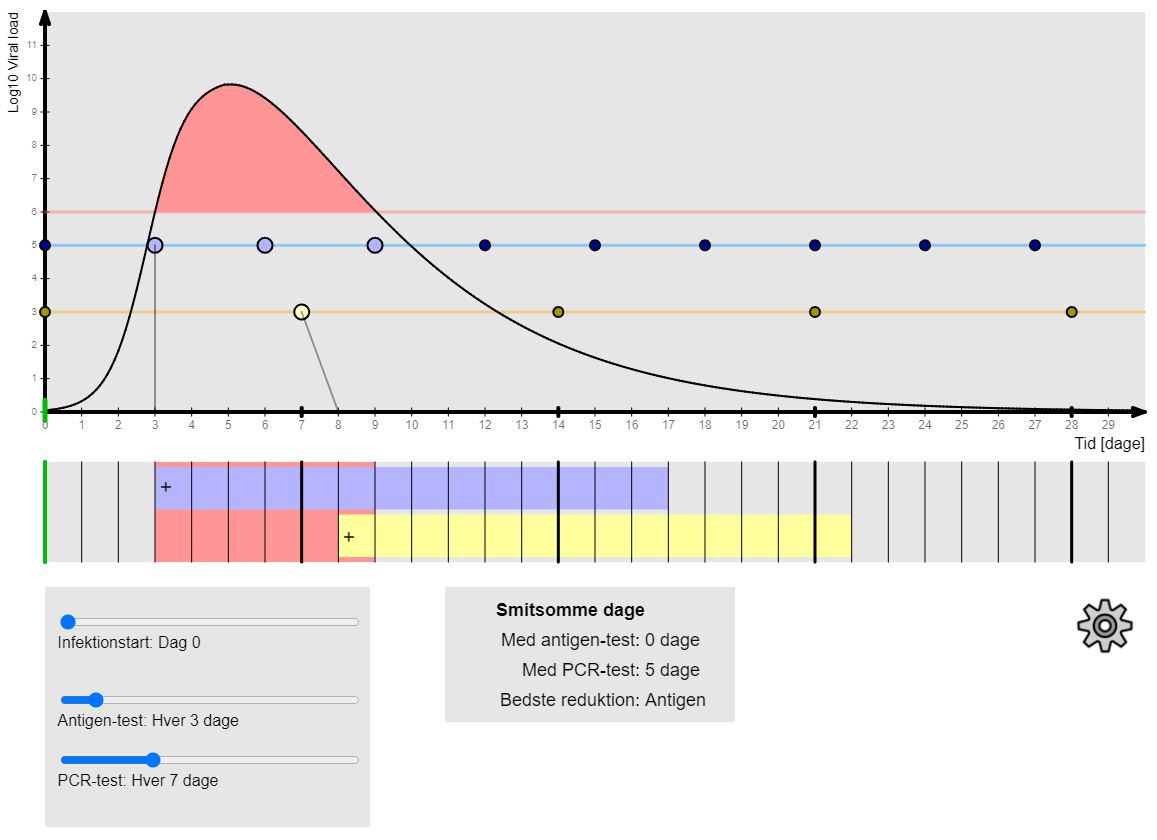 Log10 Viral load
11
10
9
8
7
6
5
4
3
2
1
0
0 1 2 3 4 5 6 7 8 9 10 11 12 13 14 15 16 17 18 19 20 21 22 23 24 25 26 27 28 29
Tid [dage]
+
+
Infektionstart: Dag 0
Antigen-test: Hver 3 dage
PCR-test: Hver 7 dage
Smitsomme dage
Med antigen-test: 0 dage
Med PCR-test: 5 dage
Bedste reduktion: Antigen